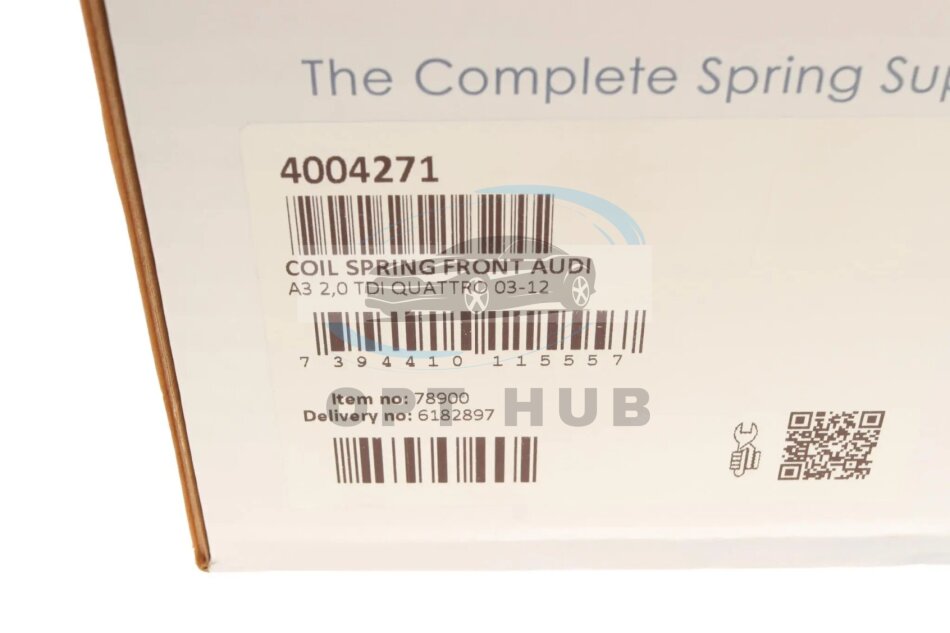 The Complete Spring Sup
4004271
COIL SPRING FRONT AUDI
A3 2,0 TDI QUATTRO 03-12
7 394410 115557
OPT HUB
Item no: 78900
Delivery no: 6182897